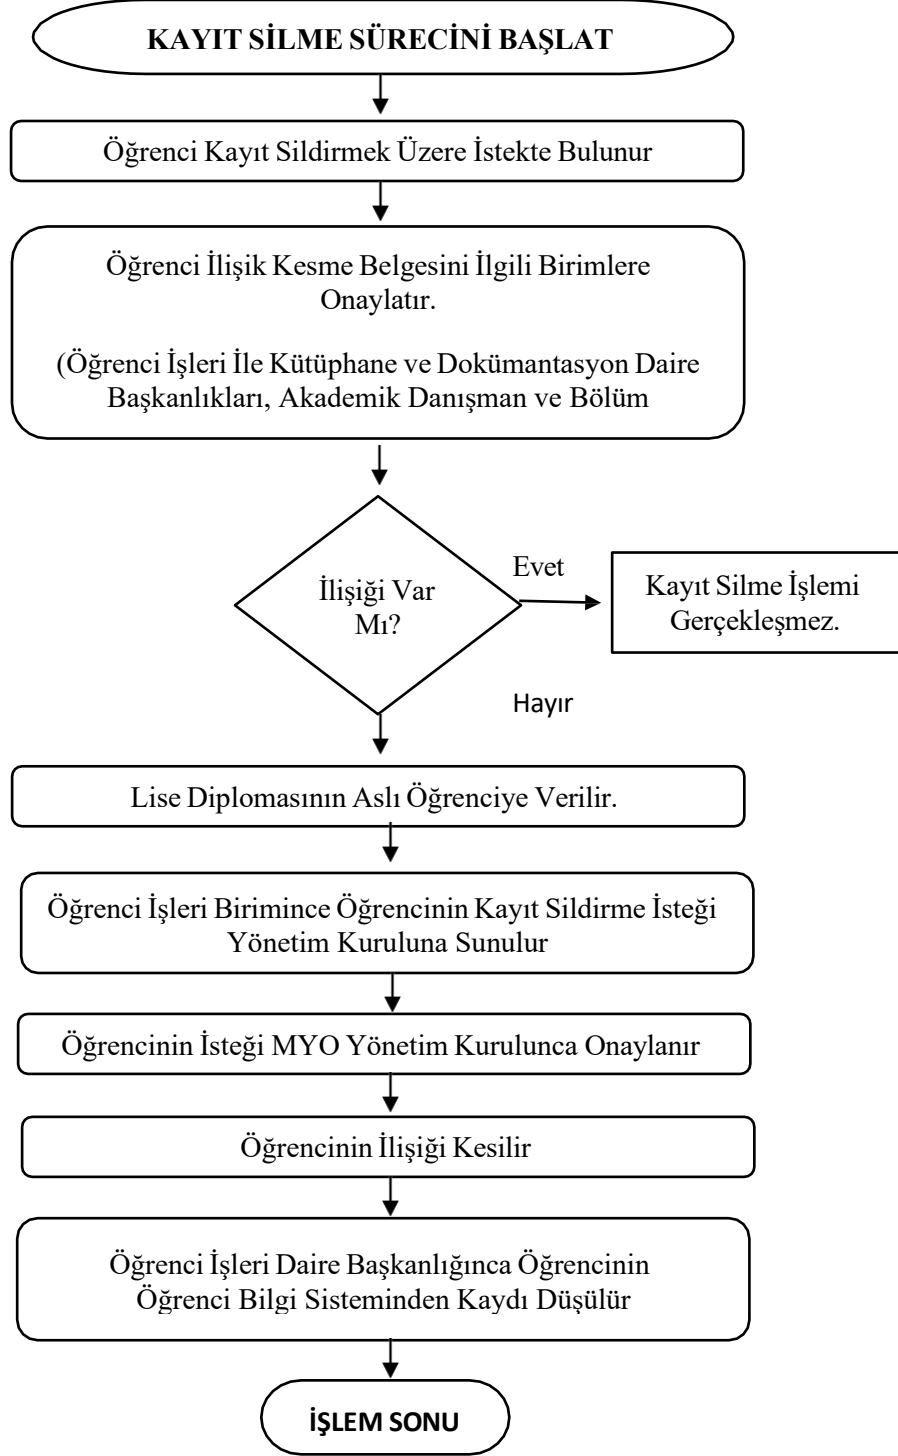 KAYIT SİLME SÜRECİNİ BAŞLAT
Öğrenci Kayıt Sildirmek Üzere İstekte Bulunur
Öğrenci İlişik Kesme Belgesini İlgili Birimlere
Onaylatır.
(Öğrenci İşleri İle Kütüphane ve Dokümantasyon Daire
Başkanlıkları, Akademik Danışman ve Bölüm
İlişiği Var
Mı?
Evet
Kayıt Silme İşlemi
Gerçekleşmez.
Hayır
Lise Diplomasının Aslı Öğrenciye Verilir.
Öğrenci İşleri Birimince Öğrencinin Kayıt Sildirme İsteği
Yönetim Kuruluna Sunulur
Öğrencinin İsteği MYO Yönetim Kurulunca Onaylanır
Öğrencinin İlişiği Kesilir
Öğrenci İşleri Daire Başkanlığınca Öğrencinin
Öğrenci Bilgi Sisteminden Kaydı Düşülür
İŞLEM SONU